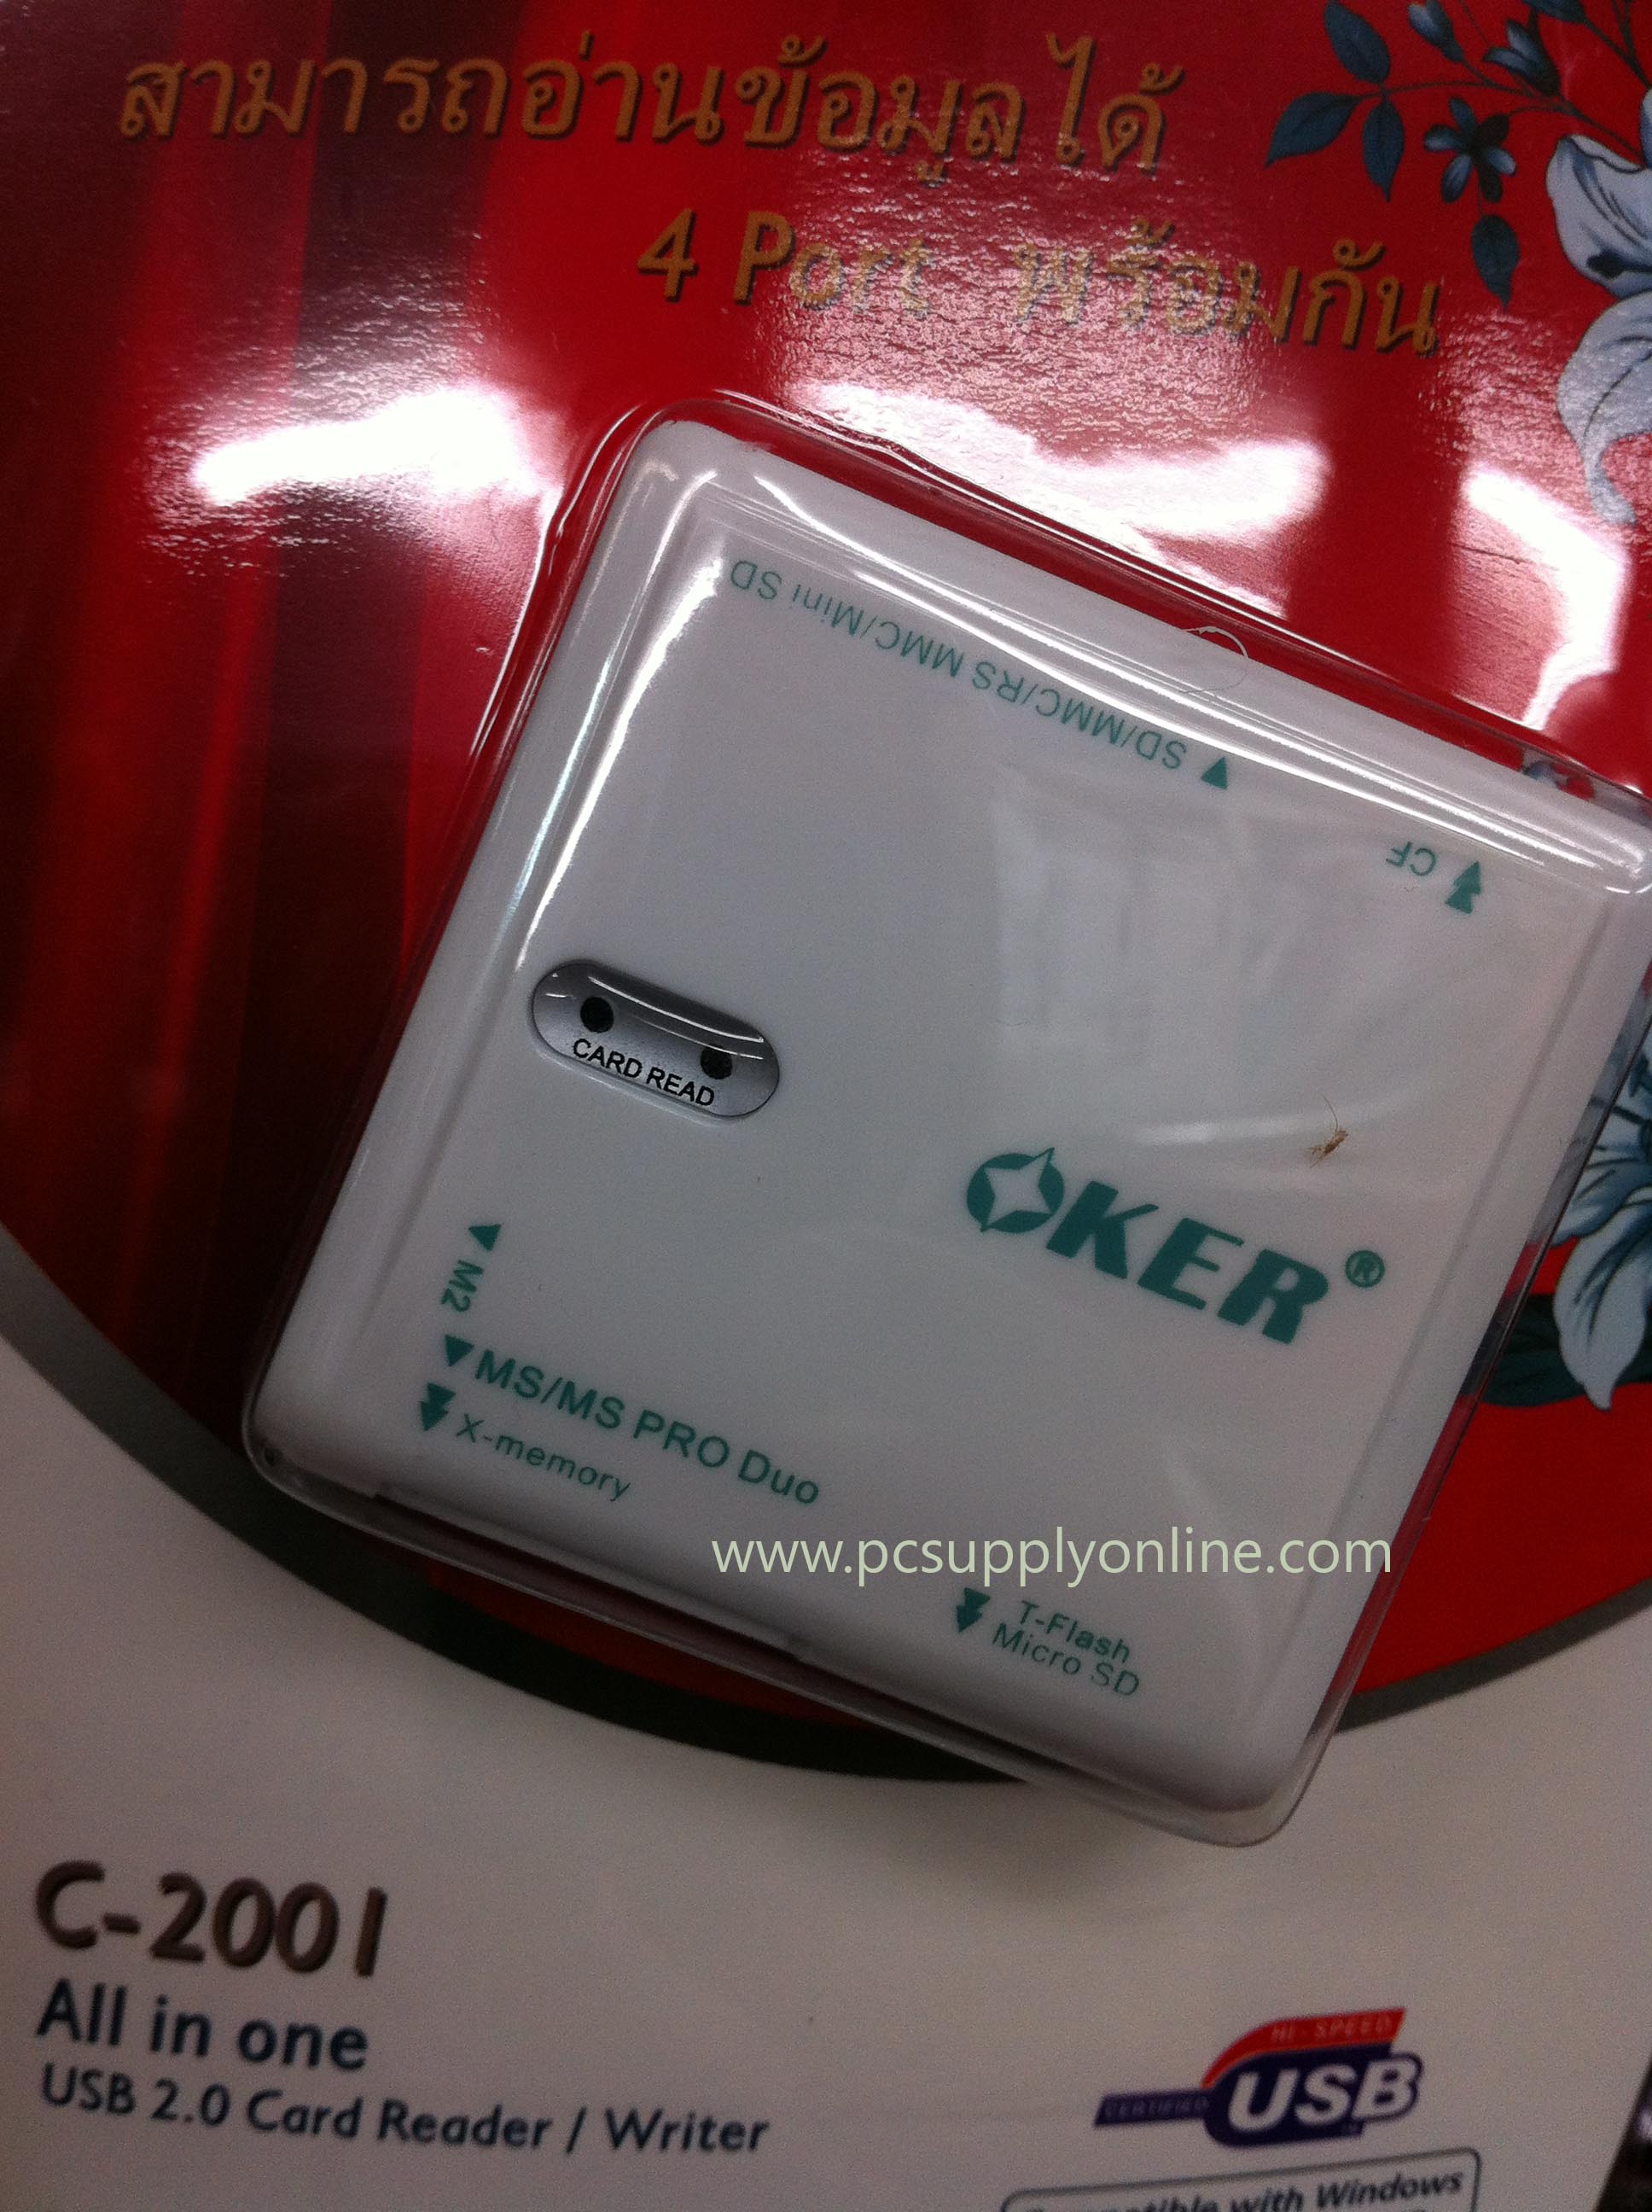 สามารถอ่านข้อมูลได้
4 Port พร้อมกัน
SD/MMC/RS MMC/Mini SD
CF
CARD READ
OKER®
M2
MS/MS PRO Duo
X-memory
www.pcsupplyonline.com
T-Flash
Micro SD
C-2001
All in one
USB 2.0 Card Reader / Writer
HI-SPEED
CERTIFIED USB
with Windows